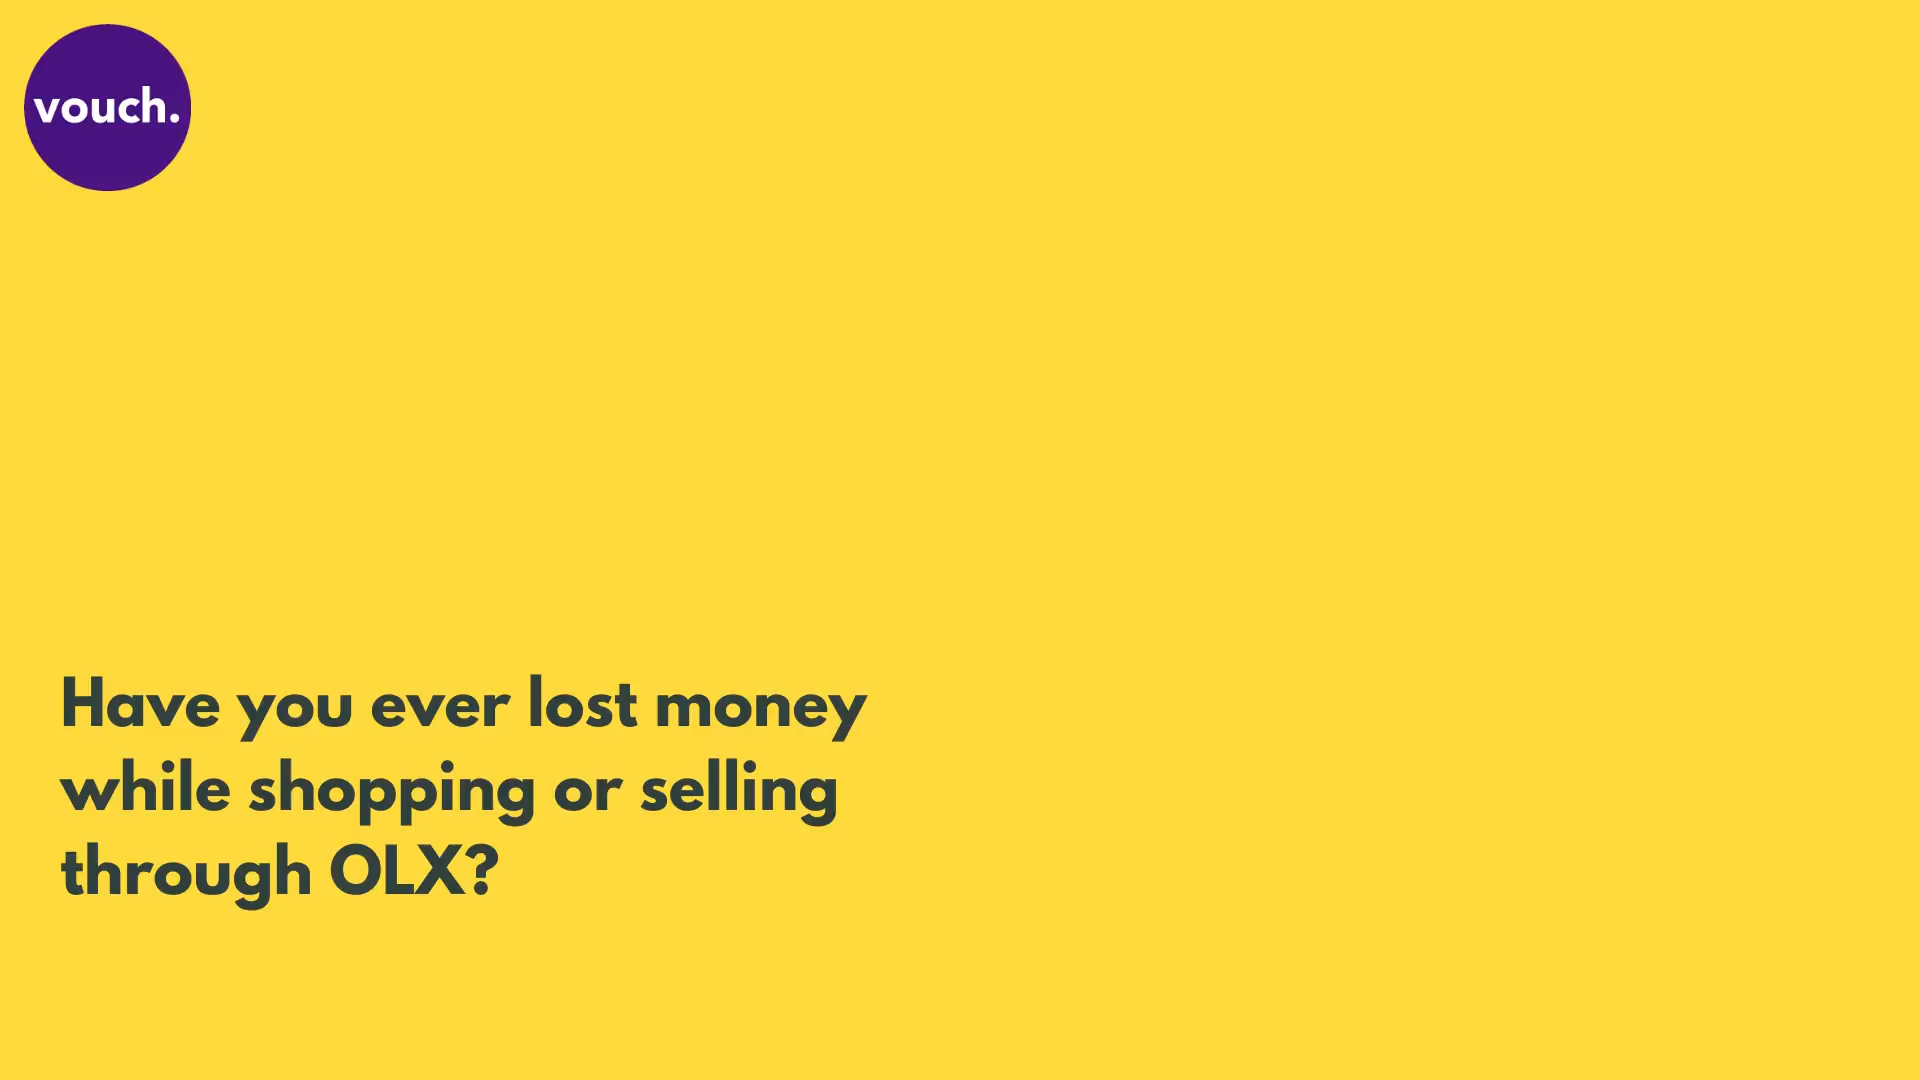 vouch.
Have you ever lost money
while shopping or selling
through OLX?